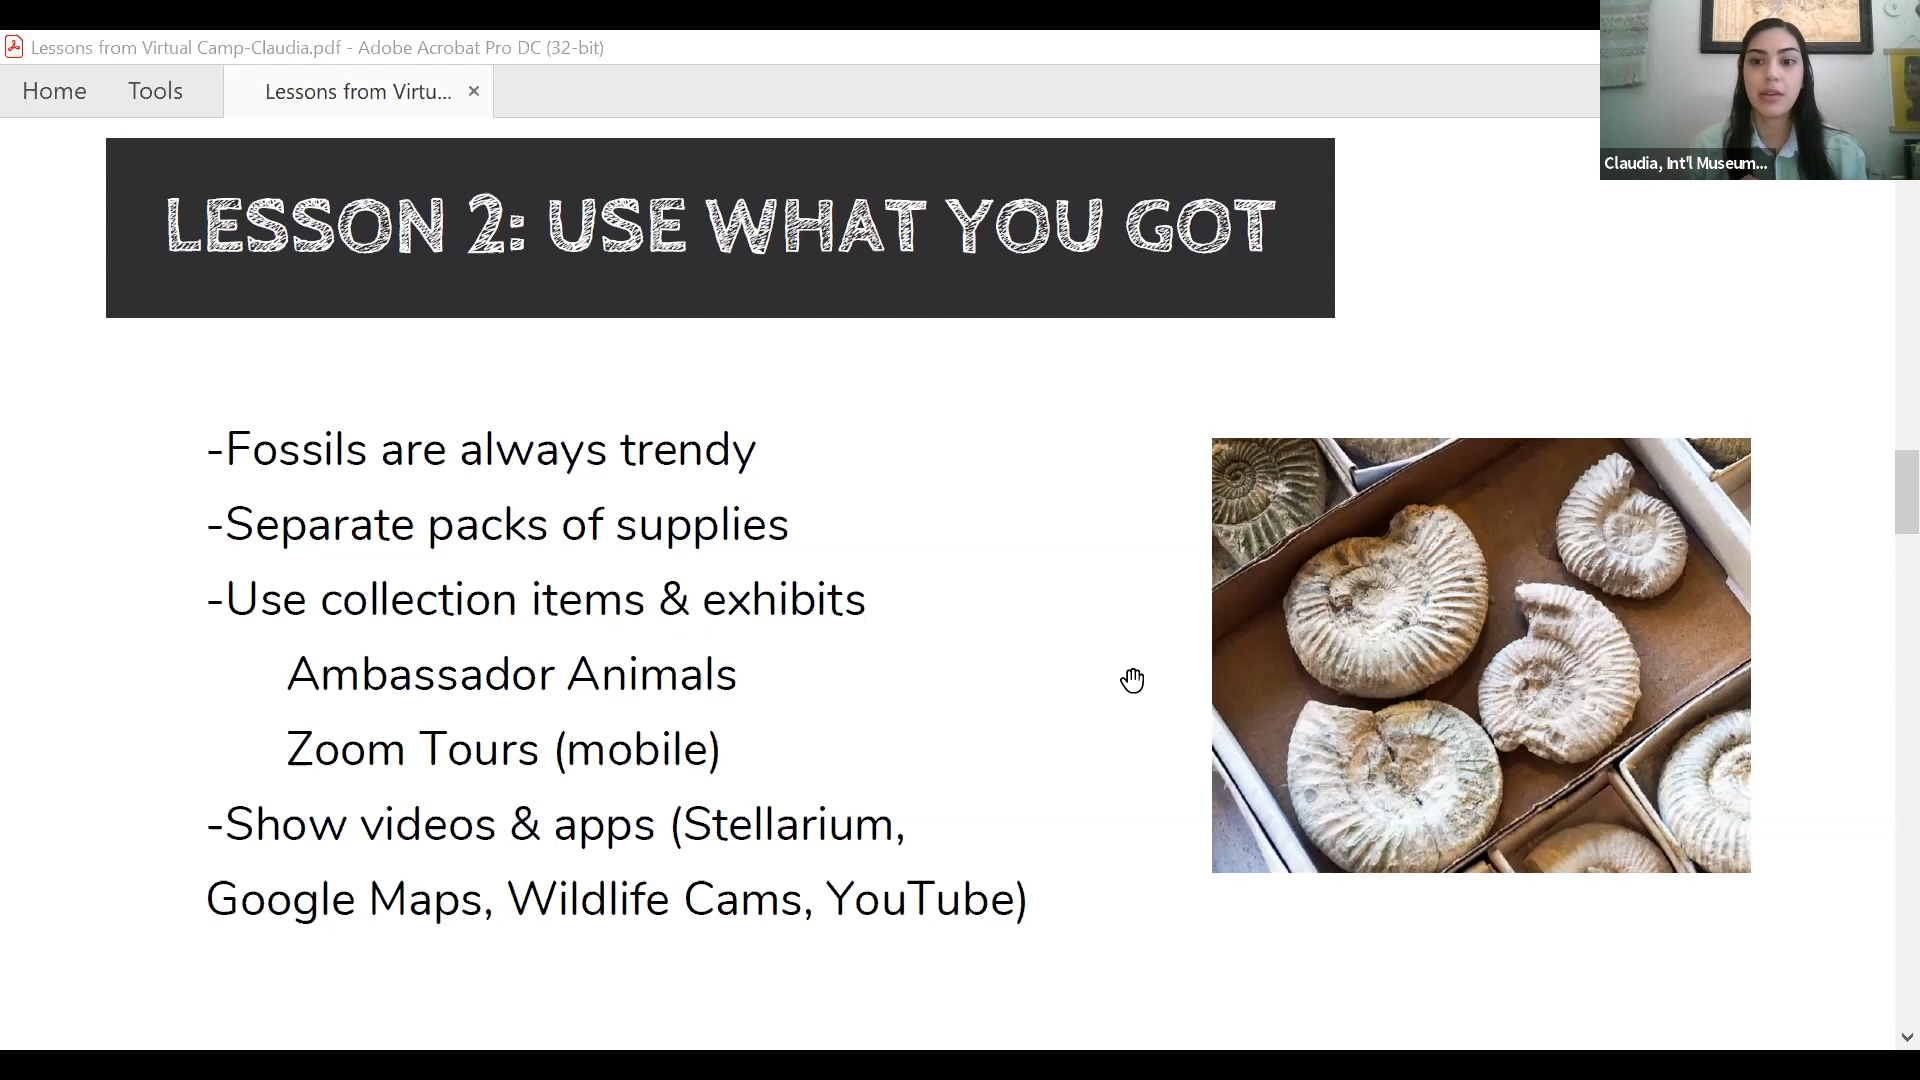 Lessons from Virtual Camp-Claudia.pdf - Adobe Acrobat Pro DC (32-bit)
Home Tools Lessons from Virtu... ×
Claudia, Int'l Museum...
LESSON 2: USE WHAT YOU GOT
-Fossils are always trendy
-Separate packs of supplies
-Use collection items & exhibits
Ambassador Animals
Zoom Tours (mobile)
-Show videos & apps (Stellarium,
Google Maps, Wildlife Cams, YouTube)